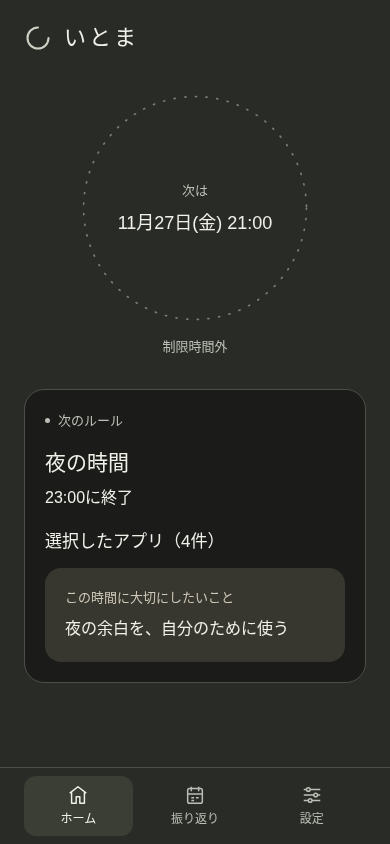 いとま
次は
11月27日(金) 21:00
制限時間外
次のルール
夜の時間
23:00に終了
選択したアプリ（4件）
この時間に大切にしたいこと
夜の余白を、自分のために使う
ホーム
振り返り
設定